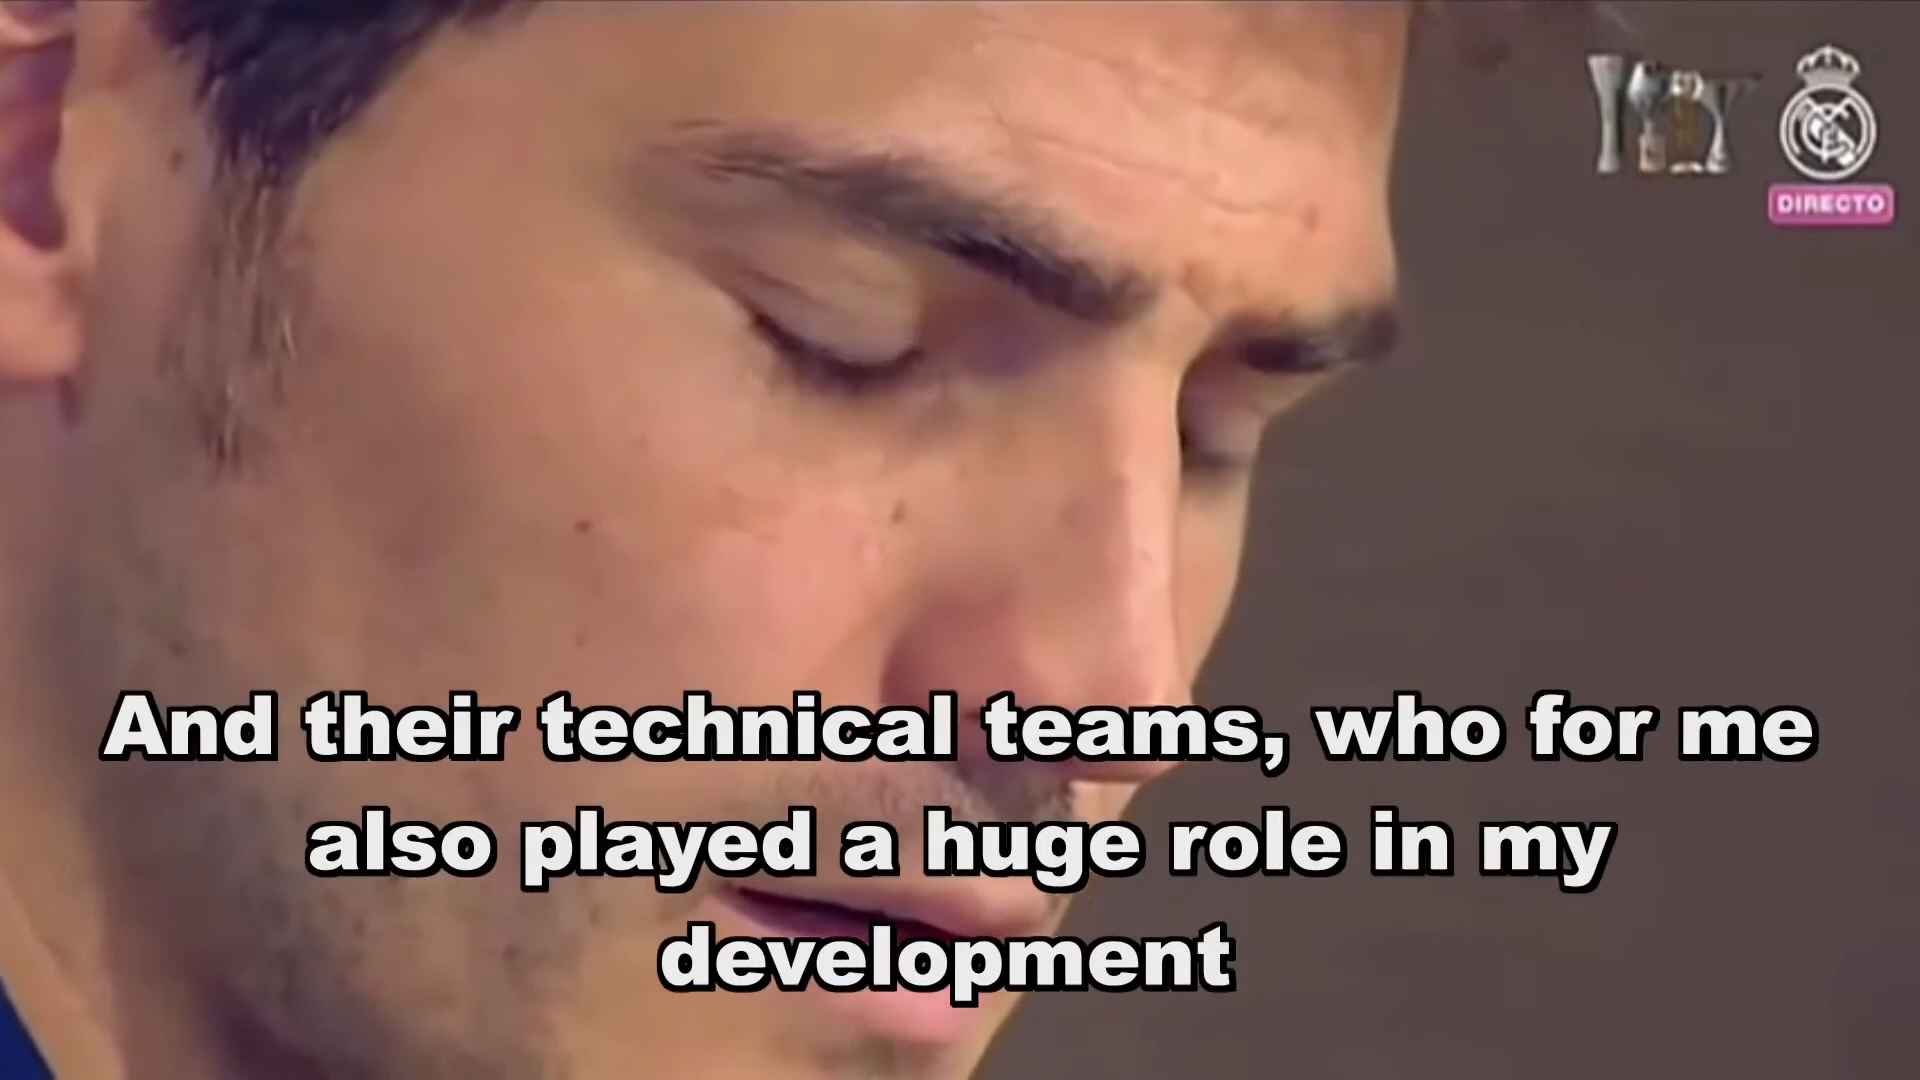 DIRECTO
And their technical teams, who for me
also played a huge role in my
development